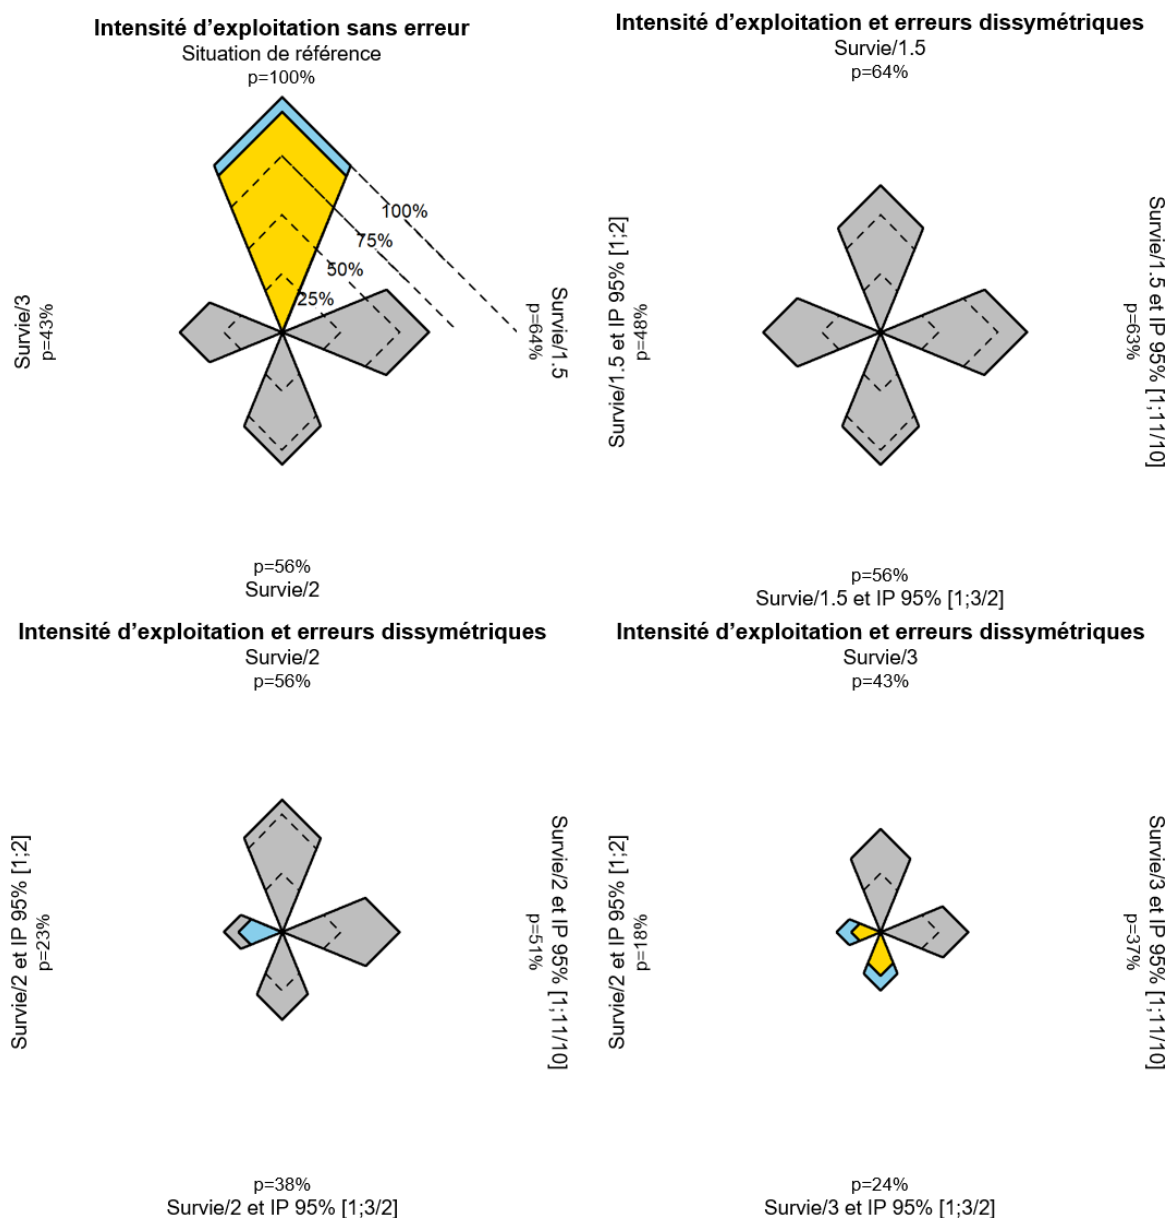 Intensité d’exploitation sans erreur
Situation de référence
p=100%
100%
75%
50%
25%
Survie/3
p=43%
Survie/1.5
p=64%
p=56%
Survie/2
Intensité d’exploitation et erreurs dissymétriques
Survie/1.5
p=64%
Survie/1.5 et IP 95% [1;2]
p=48%
Survie/1.5 et IP 95% [1;11/10]
p=63%
p=56%
Survie/1.5 et IP 95% [1;3/2]
Intensité d’exploitation et erreurs dissymétriques
Survie/2
p=56%
Survie/2 et IP 95% [1;2]
p=23%
Survie/2 et IP 95% [1;11/10]
p=51%
p=38%
Survie/2 et IP 95% [1;3/2]
Intensité d’exploitation et erreurs dissymétriques
Survie/3
p=43%
Survie/2 et IP 95% [1;2]
p=18%
Survie/3 et IP 95% [1;11/10]
p=37%
p=24%
Survie/3 et IP 95% [1;3/2]